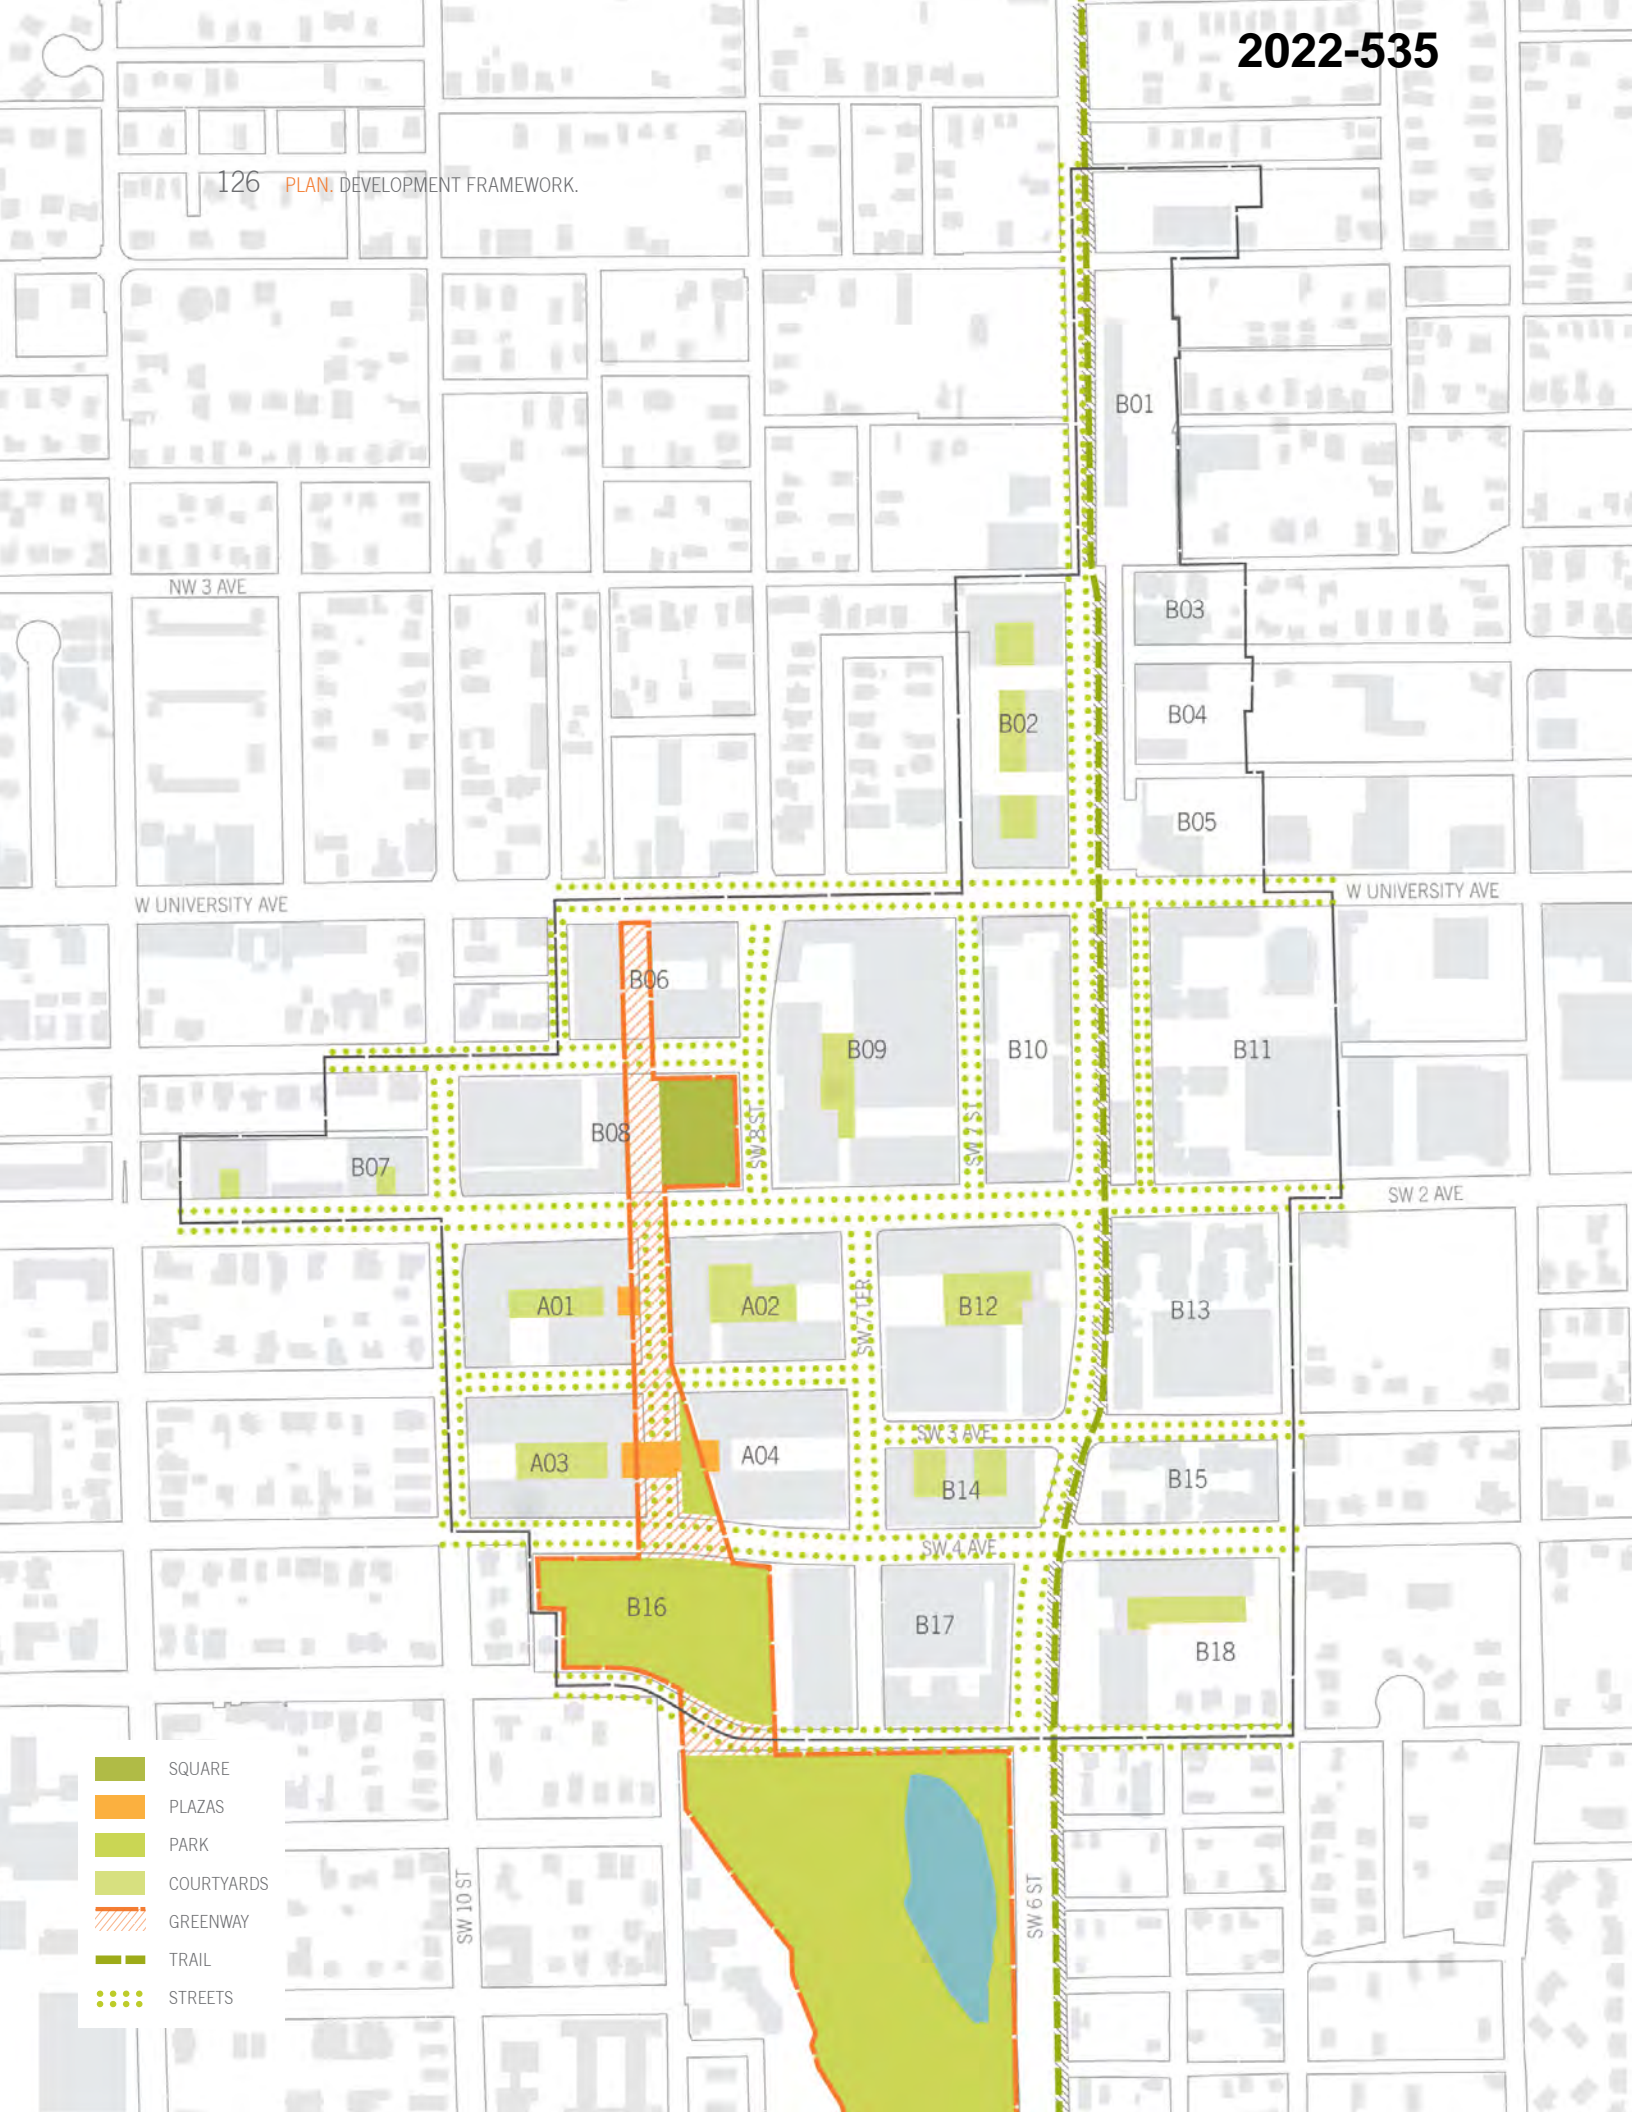 2022-535
126 PLAN. DEVELOPMENT FRAMEWORK.
B01
NW 3 AVE
B03
B02
B04
B05
W UNIVERSITY AVE
W UNIVERSITY AVE
B06
B09
B10
B11
B08
SW 8 ST
SW 7 ST
B07
SW 2 AVE
A01
A02
SW 7 TER
B12
B13
SW 3 AVE
A03
A04
B14
B15
SW 4 AVE
B16
B17
B18
SQUARE
PLAZAS
PARK
COURTYARDS
GREENWAY
TRAIL
STREETS
SW 10 ST
SW 6 ST